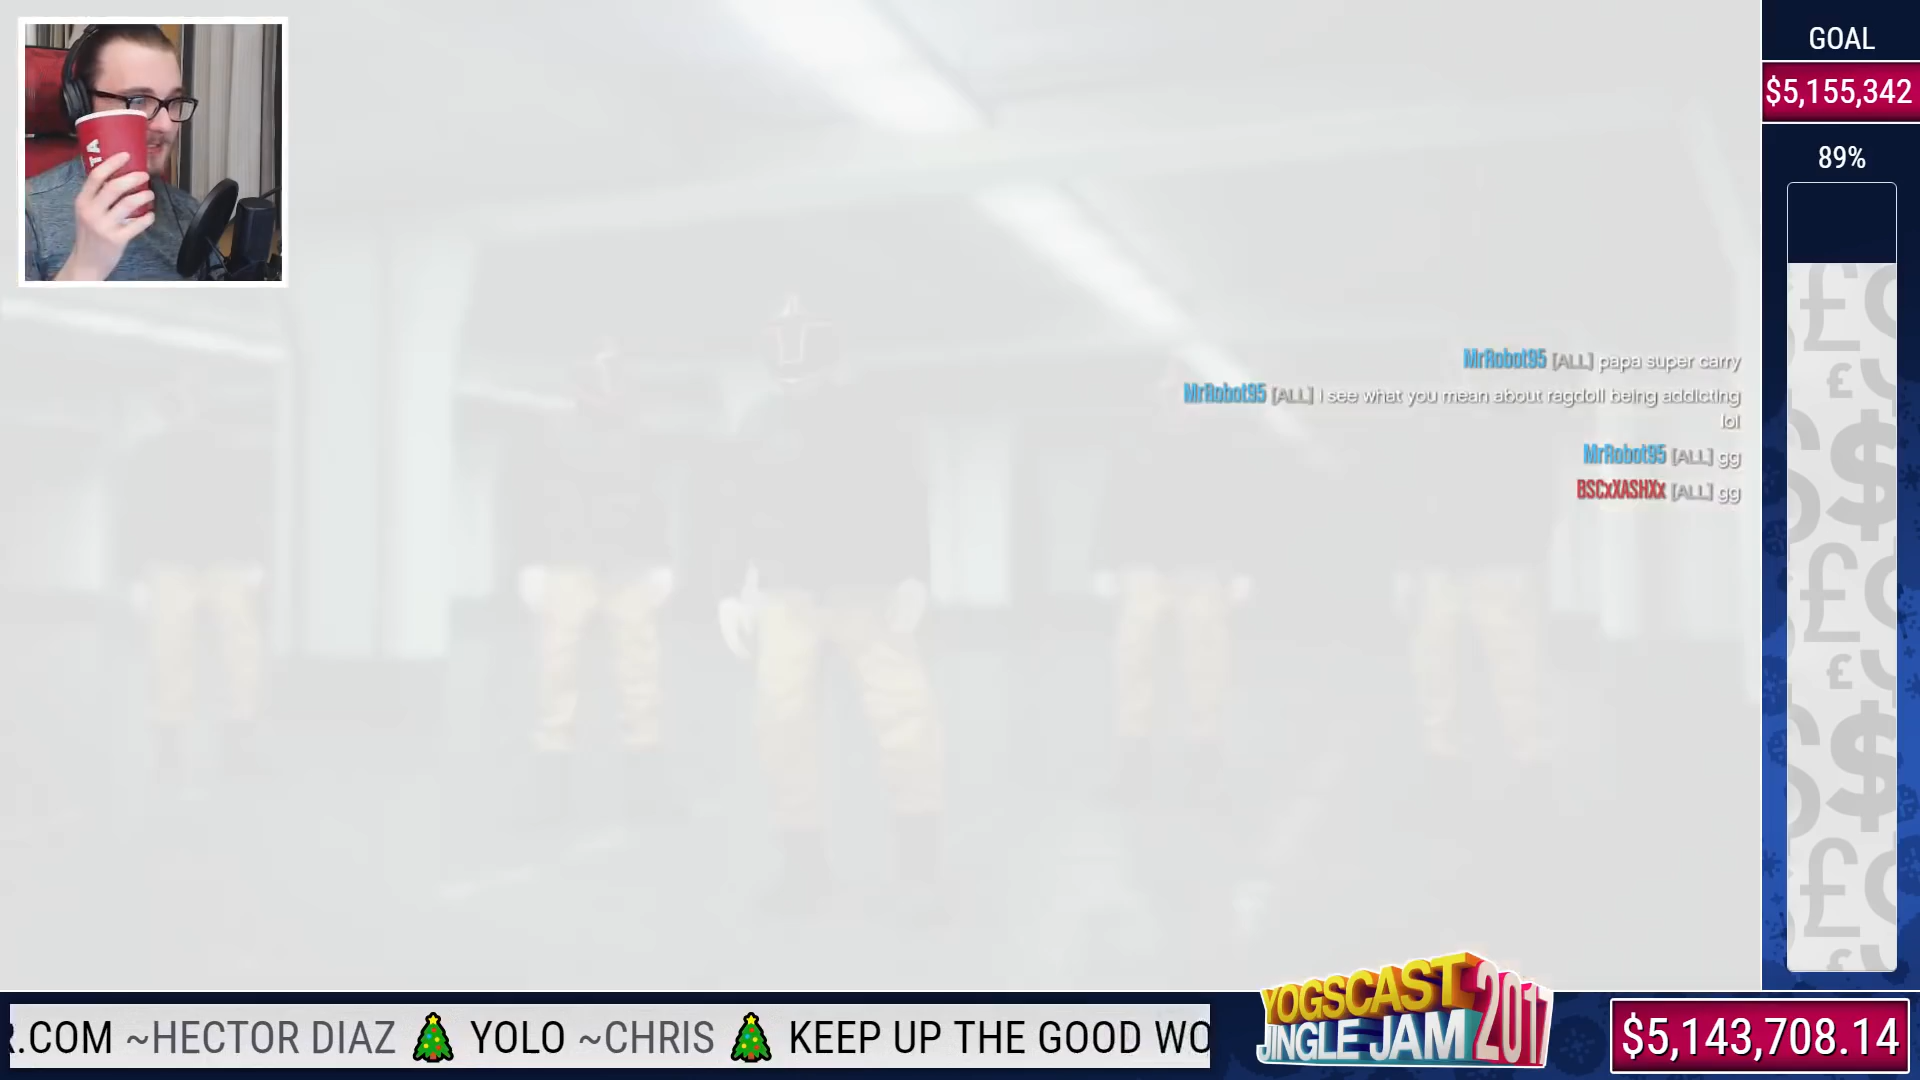 GOAL
$5,155,342
89%
TA
MrRobot95 [ALL] papa super carry
MrRobot95 [ALL] I see what you mean about ragdoll being addicting
lol
MrRobot95 [ALL] gg
BSCxXASHXx [ALL] gg
R.COM ~HECTOR DIAZ YOLO ~CHRIS KEEP UP THE GOOD WO
YOGSCAST
JINGLE JAM 2017
$5,143,708.14